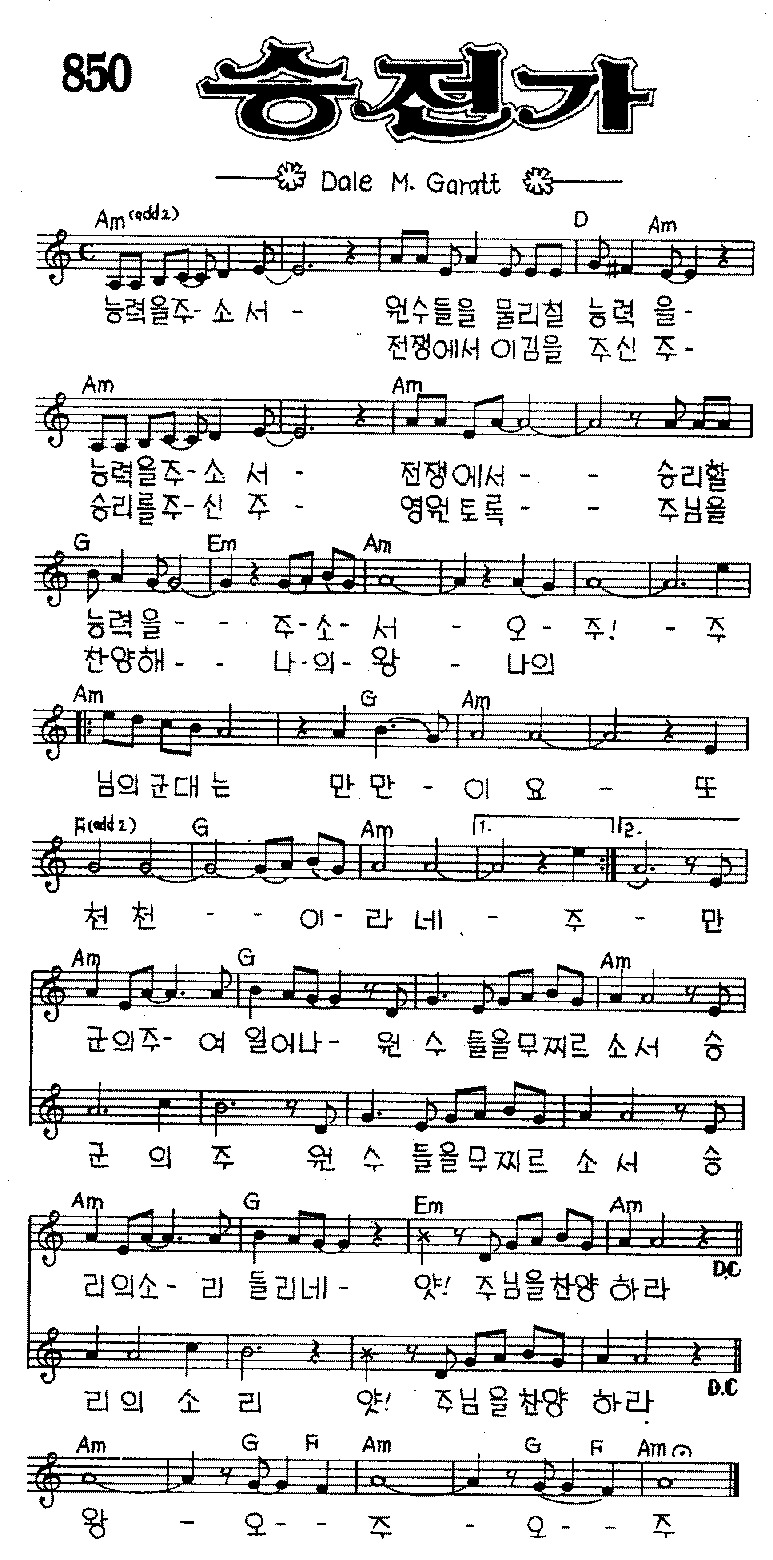 850 승전가
Dale M. Garatt
Am(add2) D Am
능력을주- 소 서 - 원수들을 물리칠 능력 을-
전쟁에서 이김을 주신 주-
Am Am
능력을주-소 서 - 전쟁에서- - 승리할
승리를주-신 주 - 영원토록- - 주님을
G Em Am
능력을 - - 주-소- 서 - 오 - 주! - 주
찬양해- - 나-의- 왕 - 나의
Am G Am
님의군대는 만 만 - 이 요 - 또
F(add2) G Am 1. 2.
천 천 - - 이-라 네 - 주 - 만
Am G Am
군의주- 여 일어나- 원 수 들을무찌르 소서 승
군 의 주 원 수 들을무찌르 소 서 승
Am G Em Am
리의소- 리 들리네- 얏! 주님을찬양 하라
D.C
리의 소 리 얏! 주님을찬양 하라
D.C
Am G F Am G F Am
왕 - 오-- 주 - 오-- 주